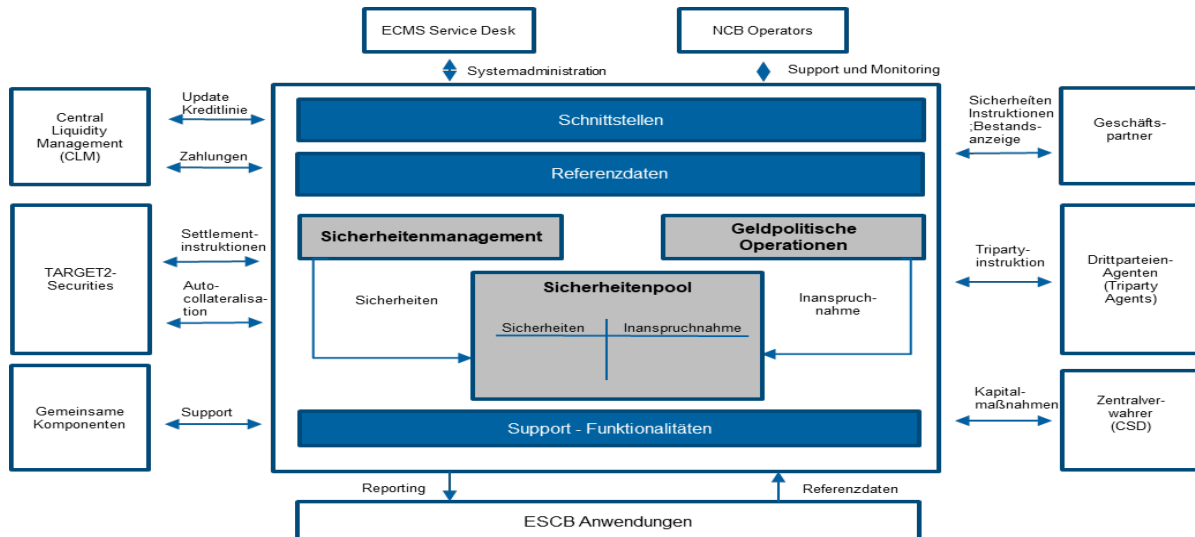 ECMS Service Desk
NCB Operators
Systemadministration
Support und Monitoring
Central
Liquidity
Management
(CLM)
Update
Kreditlinie
Zahlungen
Schnittstellen
Referenzdaten
Sicherheiten
Instruktionen
;Bestands-
anzeige
Geschäfts-
partner
TARGET2-
Securities
Settlement-
instruktionen
Auto-
collateralisa-
tion
Sicherheitenmanagement
Geldpolitische
Operationen
Sicherheiten
Sicherheitenpool
Sicherheiten
Inanspruchnahme
Inanspruch-
nahme
Triparty-
instruktion
Drittparteien-
Agenten
(Triparty
Agents)
Gemeinsame
Komponenten
Support
Support - Funktionalitäten
Kapital-
maßnahmen
Zentralver-
wahrer
(CSD)
Reporting
Referenzdaten
ESCB Anwendungen